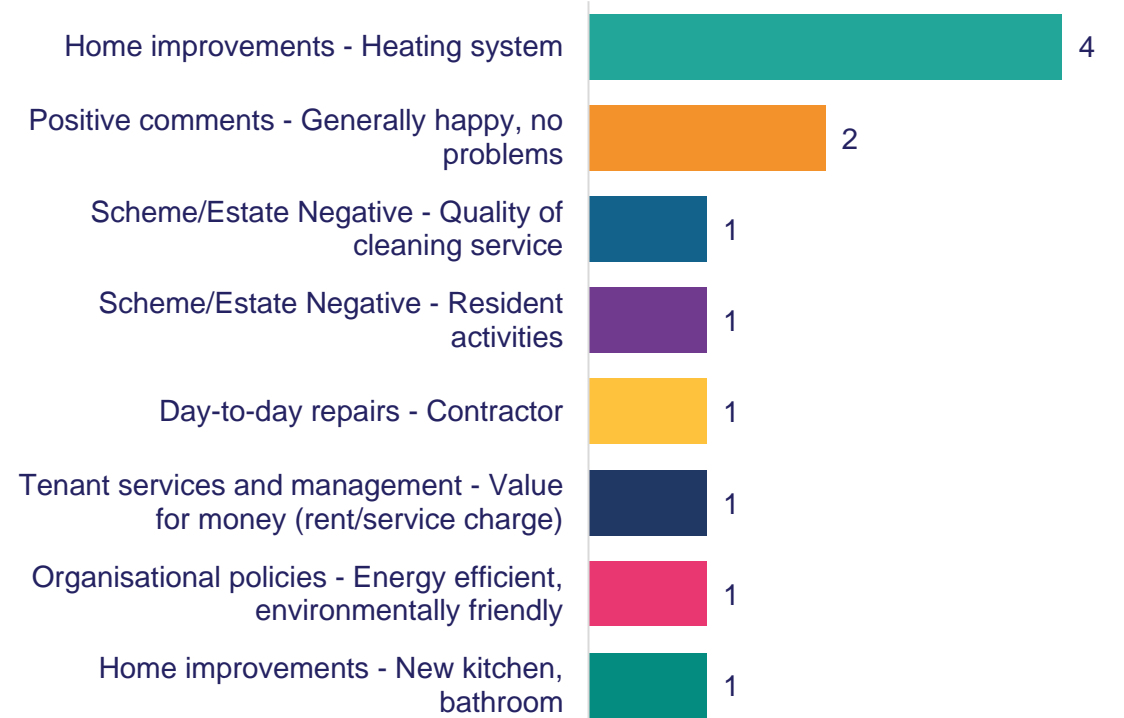 Home improvements - Heating system
4
Positive comments - Generally happy, no
problems
2
Scheme/Estate Negative - Quality of
cleaning service
1
Scheme/Estate Negative - Resident
activities
1
Day-to-day repairs - Contractor
1
Tenant services and management - Value
for money (rent/service charge)
1
Organisational policies - Energy efficient,
environmentally friendly
1
Home improvements - New kitchen,
bathroom
1